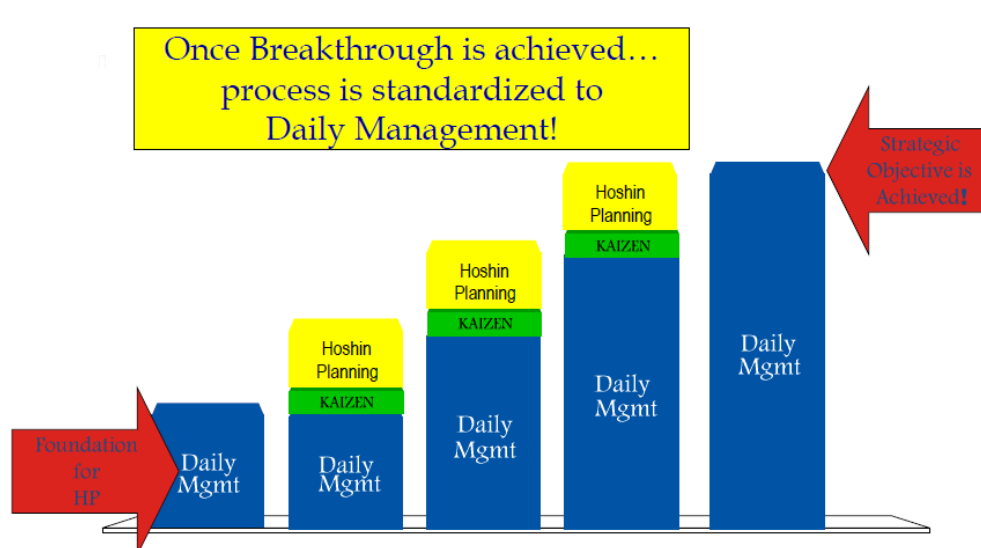 Once Breakthrough is achieved…
process is standardized to
Daily Management!
Strategic
Objective is
Achieved!
Hoshin
Planning
KAIZEN
Hoshin
Planning
KAIZEN
Hoshin
Planning
KAIZEN
Foundation
for
HP
Daily
Mgmt
Daily
Mgmt
Daily
Mgmt
Daily
Mgmt
Daily
Mgmt